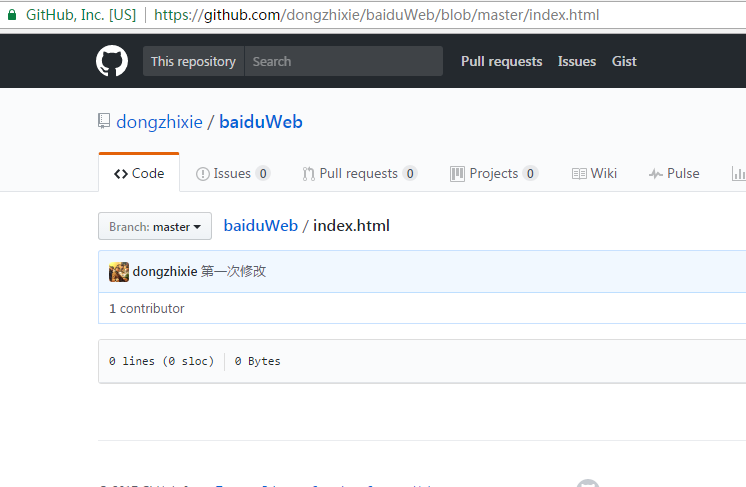 GitHub, Inc. [US] https://github.com/dongzhixie/baiduWeb/blob/master/index.html
This repository Search Pull requests Issues Gist
dongzhixie / baiduWeb
Code Issues 0 Pull requests 0 Projects 0 Wiki Pulse
Branch: master baiduWeb / index.html
dongzhixie 第一次修改
1 contributor
0 lines (0 sloc) 0 Bytes